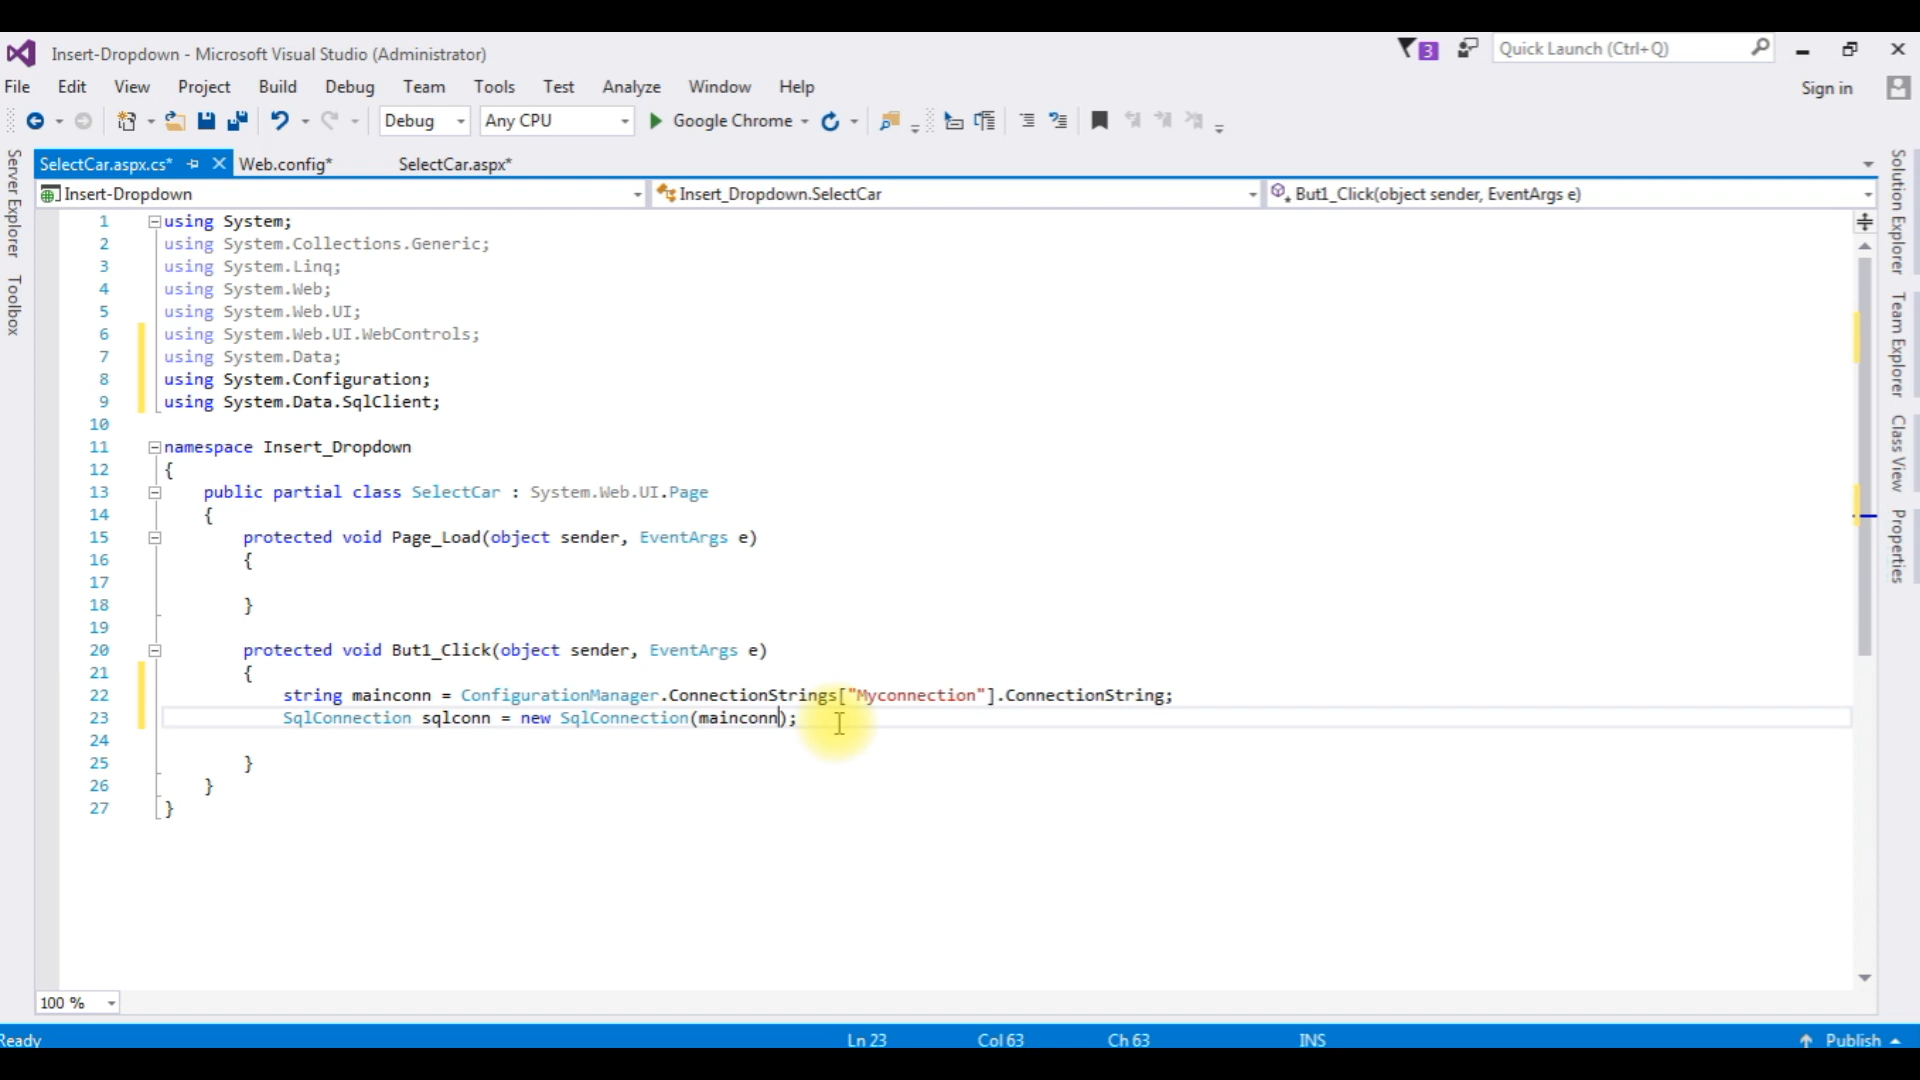 Insert-Dropdown - Microsoft Visual Studio (Administrator)
3
Quick Launch (Ctrl+Q)
File Edit View Project Build Debug Team Tools Test Analyze Window Help
Sign in
Debug Any CPU Google Chrome
SelectCar.aspx.cs* Web.config* SelectCar.aspx*
Insert-Dropdown Insert_Dropdown.SelectCar But1_Click(object sender, EventArgs e)
Server Explorer
Toolbox
1 using System;
2 using System.Collections.Generic;
3 using System.Linq;
4 using System.Web;
5 using System.Web.UI;
6 using System.Web.UI.WebControls;
7 using System.Data;
8 using System.Configuration;
9 using System.Data.SqlClient;
10
11 namespace Insert_Dropdown
12 {
13 public partial class SelectCar : System.Web.UI.Page
14 {
15 protected void Page_Load(object sender, EventArgs e)
16 {
17
18 }
19
20 protected void But1_Click(object sender, EventArgs e)
21 {
22 string mainconn = ConfigurationManager.ConnectionStrings["Myconnection"].ConnectionString;
23 SqlConnection sqlconn = new SqlConnection(mainconn);
24
25 }
26 }
27 }
Solution Explorer
Team Explorer
Class View
Properties
100 %
Ready Ln 23 Col 63 Ch 63 INS Publish